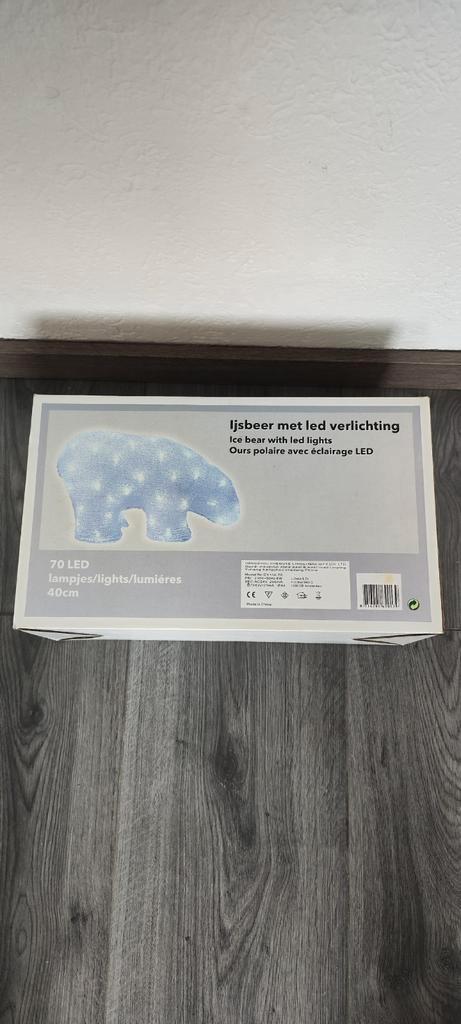 Ijsbeer met led verlichting
Ice bear with led lights
Ours polaire avec éclairage LED
70 LED
lampjes/lights/lumiéres
40cm
Made in China